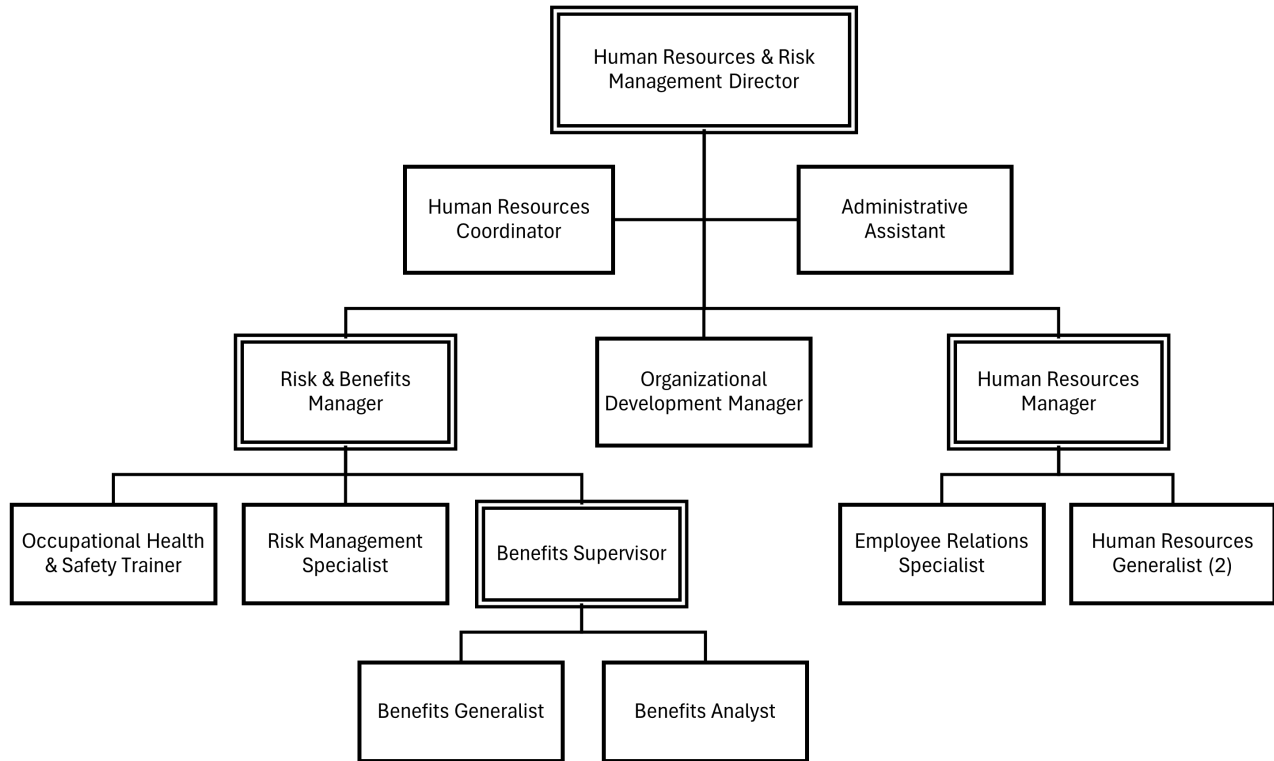 Human Resources & Risk
Management Director
Human Resources
Coordinator
Administrative
Assistant
Risk & Benefits
Manager
Organizational
Development Manager
Human Resources
Manager
Occupational Health
& Safety Trainer
Risk Management
Specialist
Benefits Supervisor
Employee Relations
Specialist
Human Resources
Generalist (2)
Benefits Generalist
Benefits Analyst